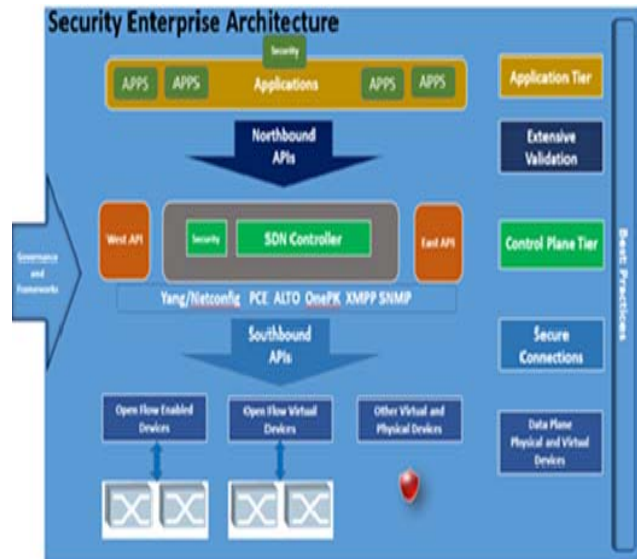 Security Enterprise Architecture
Security
APPS APPS Applications APPS APPS
Application Tier
Northbound
APIs
Extensive
Validation
Governance
and
Frameworks
West API
Security
SDN Controller
East API
Control Plane Tier
Best Practices
Yang/Netconfig PCE ALTO OnePK XMPP SNMP
Southbound
APIs
Secure
Connections
Open Flow Enabled
Devices
Open Flow Virtual
Devices
Other Virtual and
Physical Devices
Data Plane
Physical and Virtual
Devices